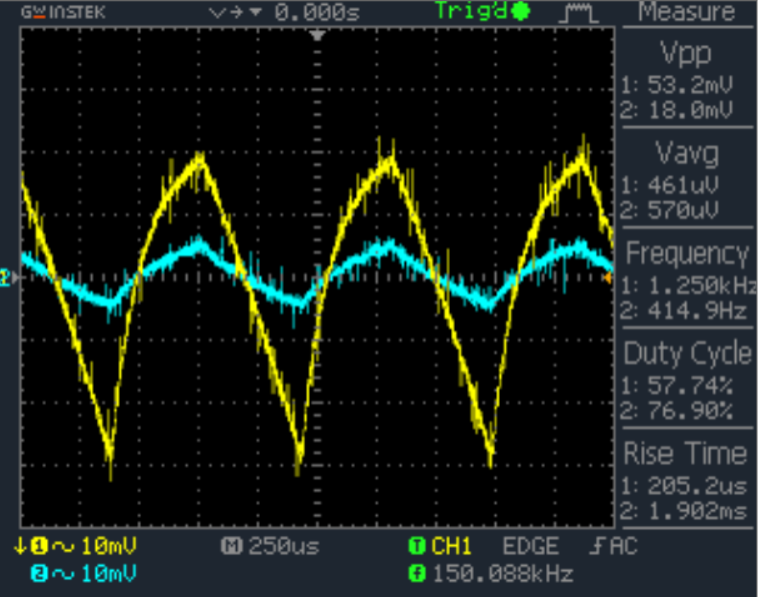 GW INSTEK 0.000s Trig'd Measure
Vpp
1: 53.2mV
2: 18.0mV
Vavg
1: 461uV
2: 570uV
Frequency
1: 1.250kHz
2: 414.9Hz
Duty Cycle
1: 57.74%
2: 76.90%
Rise Time
1: 205.2us
2: 1.902ms
2
1 10mV M 250us T CH1 EDGE AC
2 10mV f 150.088kHz